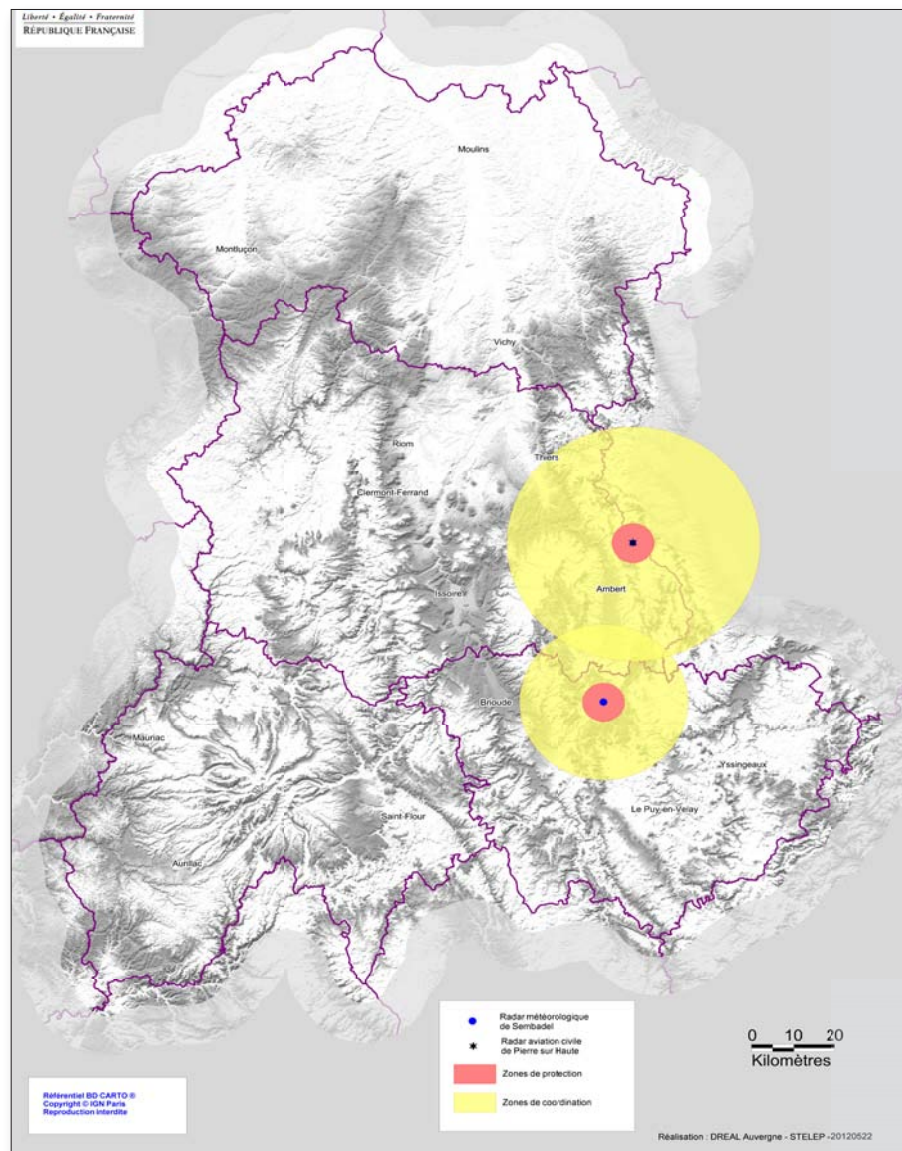 Liberté • Égalité • Fraternité
RÉPUBLIQUE FRANÇAISE
Moulins
Montluçon
Vichy
Riom
Thiers
Clermont-Ferrand
Issoire
Ambert
Brioude
Mauriac
Yssingeaux
Le Puy-en-Velay
Saint-Flour
Aurillac
Radar météorologique
de Sembadel
Radar aviation civile
de Pierre sur Haute
Zones de protection
Zones de coordination
0 10 20
Kilomètres
Référentiel BD CARTO ®
Copyright © IGN Paris
Reproduction interdite
Réalisation : DREAL Auvergne - STELEP -20120522